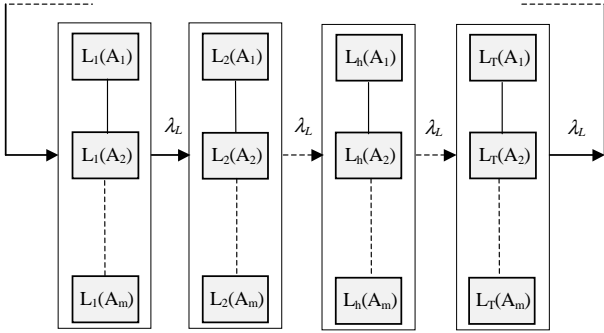 L₁(A₁) L₂(A₁) Lₕ(A₁) L_T(A₁)
λ_L λ_L λ_L λ_L
L₁(A₂) L₂(A₂) Lₕ(A₂) L_T(A₂)
L₁(Aₘ) L₂(Aₘ) Lₕ(Aₘ) L_T(Aₘ)